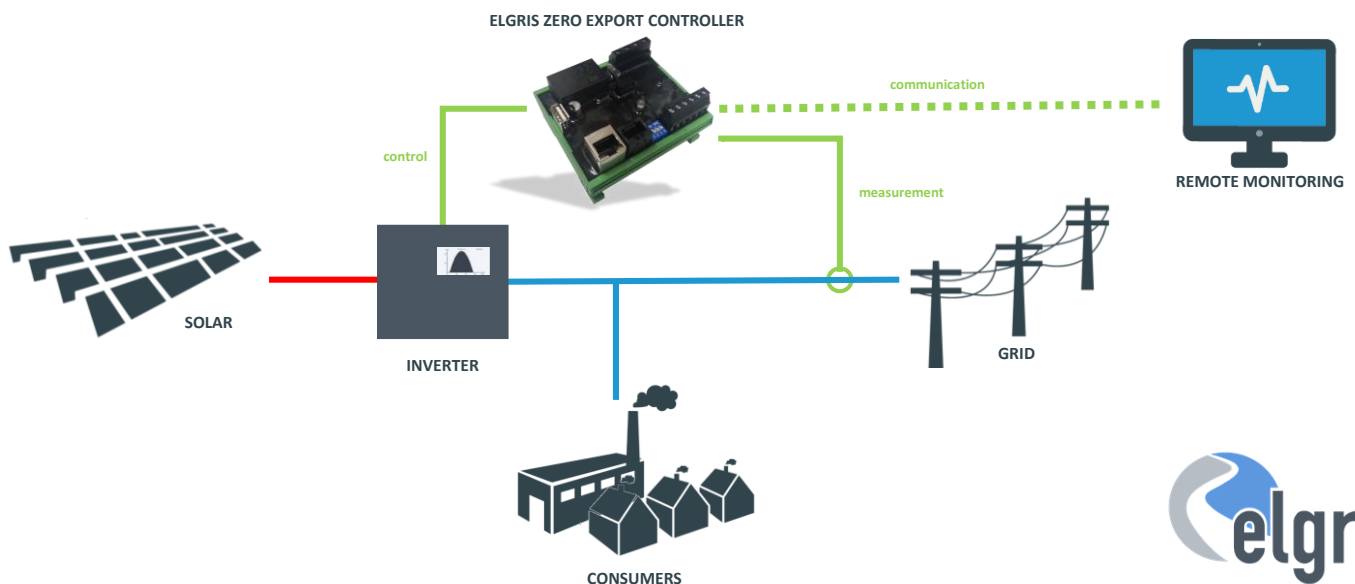 ELGRIS ZERO EXPORT CONTROLLER
communication
control
measurement
REMOTE MONITORING
SOLAR
INVERTER
GRID
CONSUMERS
elgr